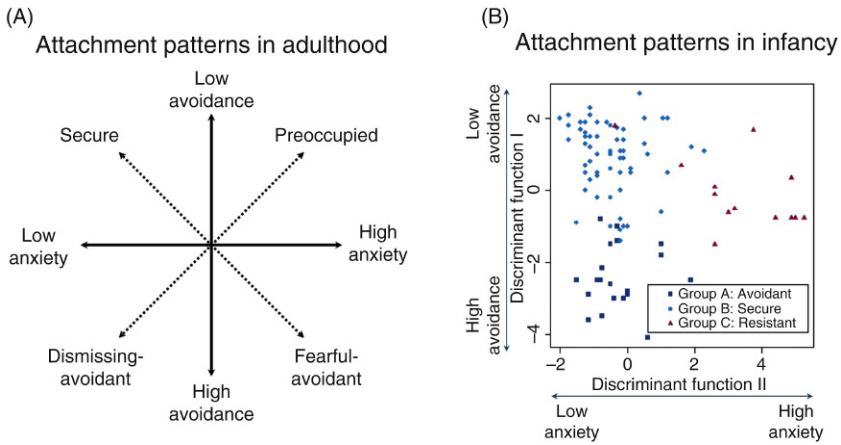 (A)
Attachment patterns in adulthood
Low
avoidance
Secure
Preoccupied
Low
anxiety
High
anxiety
Dismissing-
avoidant
Fearful-
avoidant
High
avoidance
(B)
Attachment patterns in infancy
Low
avoidance
High
avoidance
Discriminant function I
2
0
−2
−4
Group A: Avoidant
Group B: Secure
Group C: Resistant
−2
0
2
4
Discriminant function II
Low
anxiety
High
anxiety